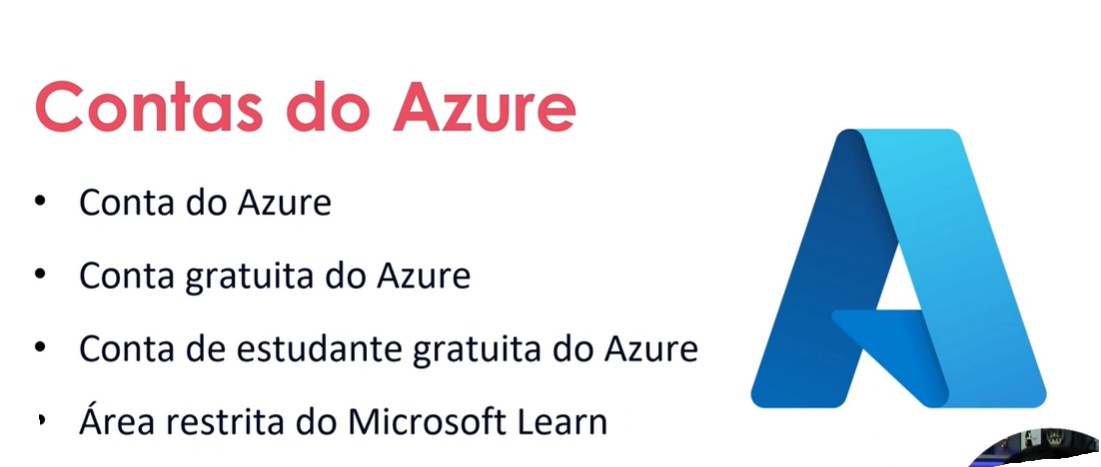 Contas do Azure
• Conta do Azure
• Conta gratuita do Azure
• Conta de estudante gratuita do Azure
• Área restrita do Microsoft Learn